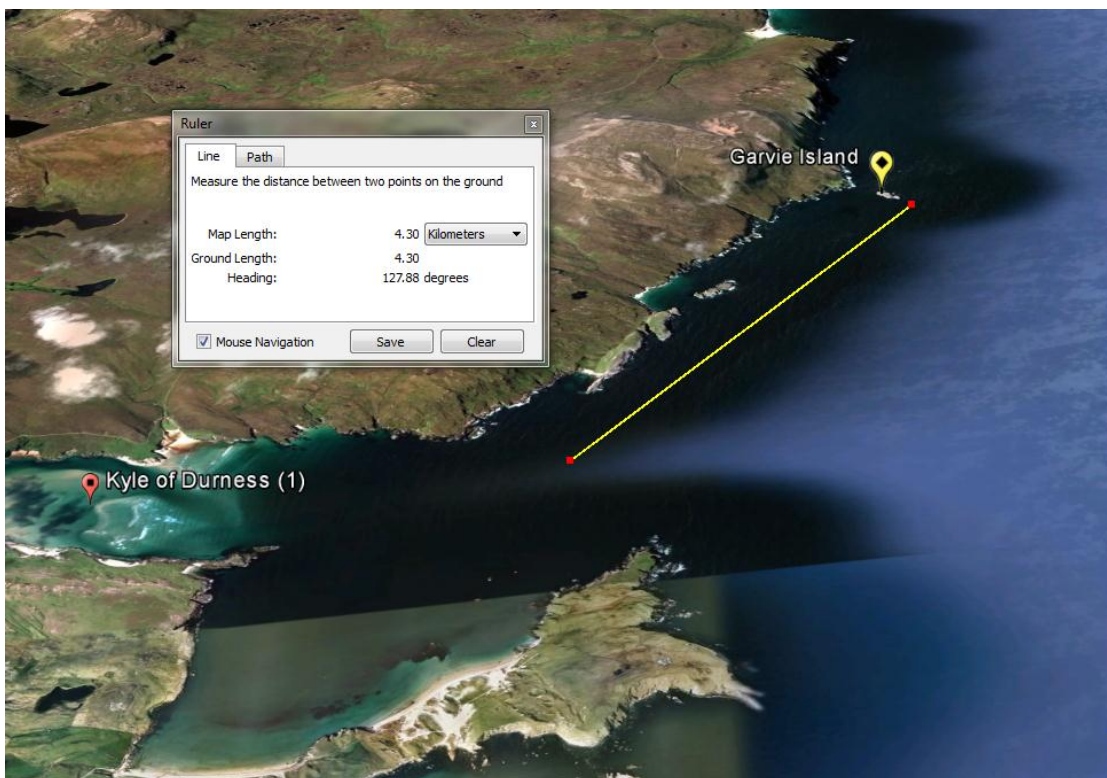 Ruler
Line Path
Measure the distance between two points on the ground
Map Length: 4.30 Kilometers
Ground Length: 4.30
Heading: 127.88 degrees
Mouse Navigation Save Clear
Garvie Island
Kyle of Durness (1)